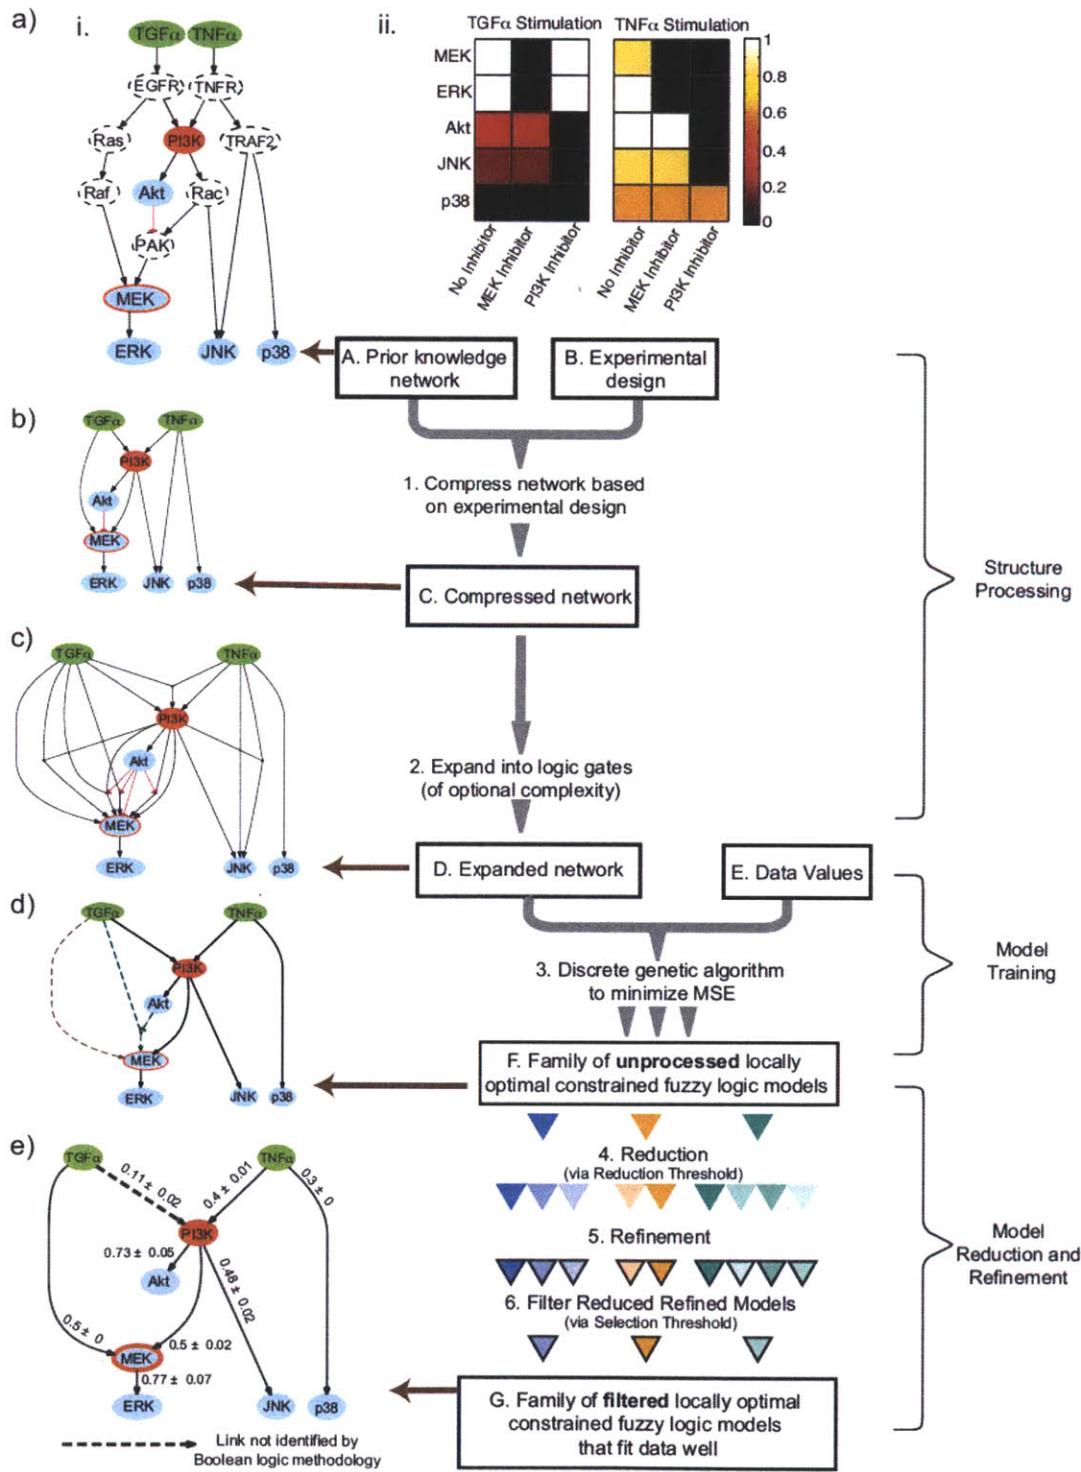 a)
i.
TGFα
TNFα
EGFR
TNFR
Ras
PI3K
TRAF2
Raf
Akt
Rac
PAK
MEK
ERK
JNK
p38
ii.
TGFα Stimulation
TNFα Stimulation
MEK
ERK
Akt
JNK
p38
1
0.8
0.6
0.4
0.2
0
No Inhibitor
MEK Inhibitor
PI3K Inhibitor
No Inhibitor
MEK Inhibitor
PI3K Inhibitor
A. Prior knowledge
network
B. Experimental
design
1. Compress network based
on experimental design
C. Compressed network
2. Expand into logic gates
(of optional complexity)
D. Expanded network
E. Data Values
3. Discrete genetic algorithm
to minimize MSE
F. Family of unprocessed locally
optimal constrained fuzzy logic models
4. Reduction
(via Reduction Threshold)
5. Refinement
6. Filter Reduced Refined Models
(via Selection Threshold)
G. Family of filtered locally optimal
constrained fuzzy logic models
that fit data well
Structure
Processing
Model
Training
Model
Reduction and
Refinement
b)
TGFα
TNFα
PI3K
Akt
MEK
ERK
JNK
p38
c)
TGFα
TNFα
PI3K
Akt
MEK
ERK
JNK
p38
d)
TGFα
TNFα
PI3K
Akt
MEK
ERK
JNK
p38
e)
TGFα
TNFα
0.11 ± 0.02
0.4 ± 0.01
0.3 ± 0
PI3K
0.73 ± 0.05
Akt
0.48 ± 0.02
0.5 ± 0
MEK
0.5 ± 0.02
0.77 ± 0.07
ERK
JNK
p38
Link not identified by
Boolean logic methodology